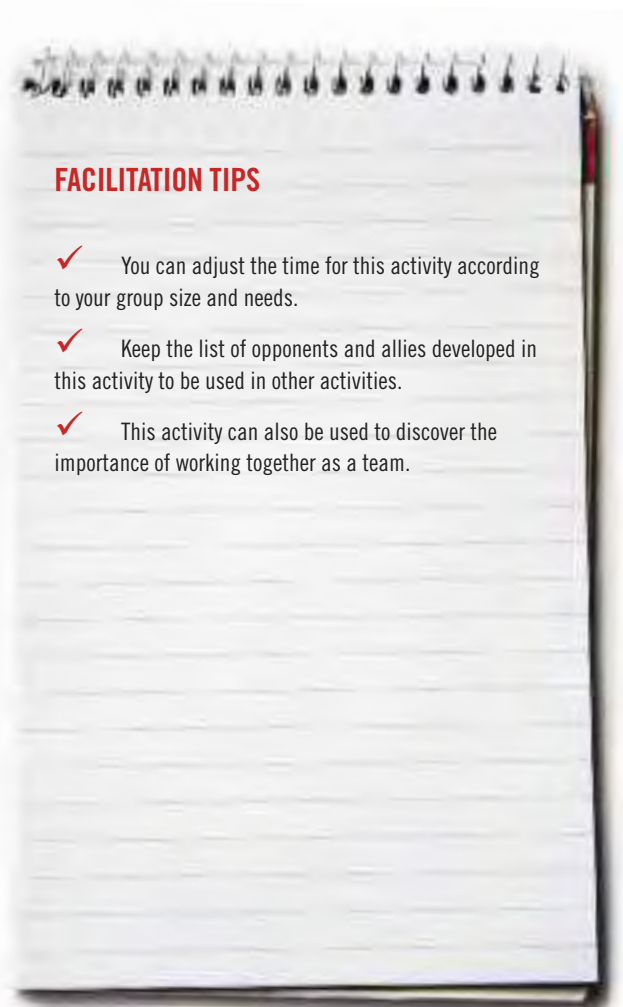 FACILITATION TIPS
✓ You can adjust the time for this activity according
to your group size and needs.
✓ Keep the list of opponents and allies developed in
this activity to be used in other activities.
✓ This activity can also be used to discover the
importance of working together as a team.